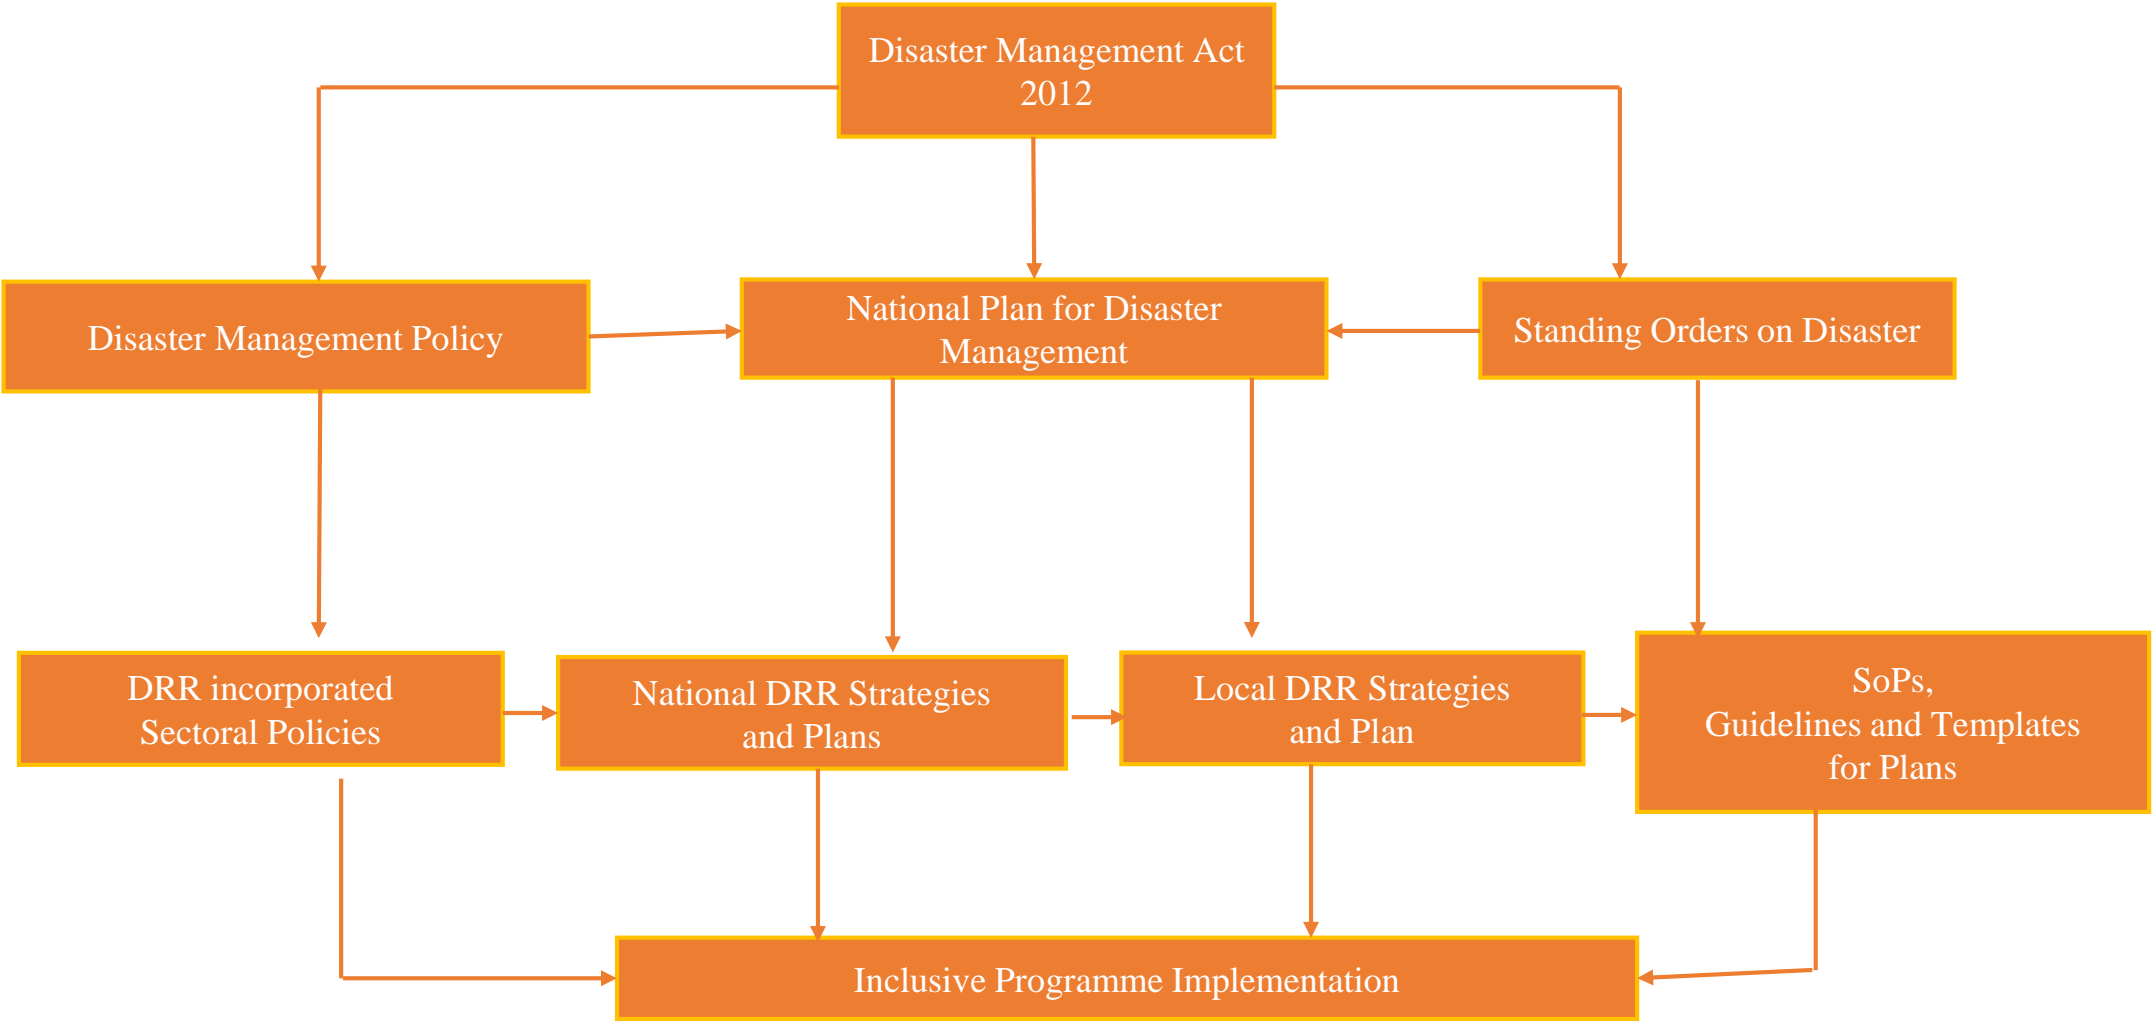 Disaster Management Act
2012
Disaster Management Policy
National Plan for Disaster
Management
Standing Orders on Disaster
DRR incorporated
Sectoral Policies
National DRR Strategies
and Plans
Local DRR Strategies
and Plan
SoPs,
Guidelines and Templates
for Plans
Inclusive Programme Implementation